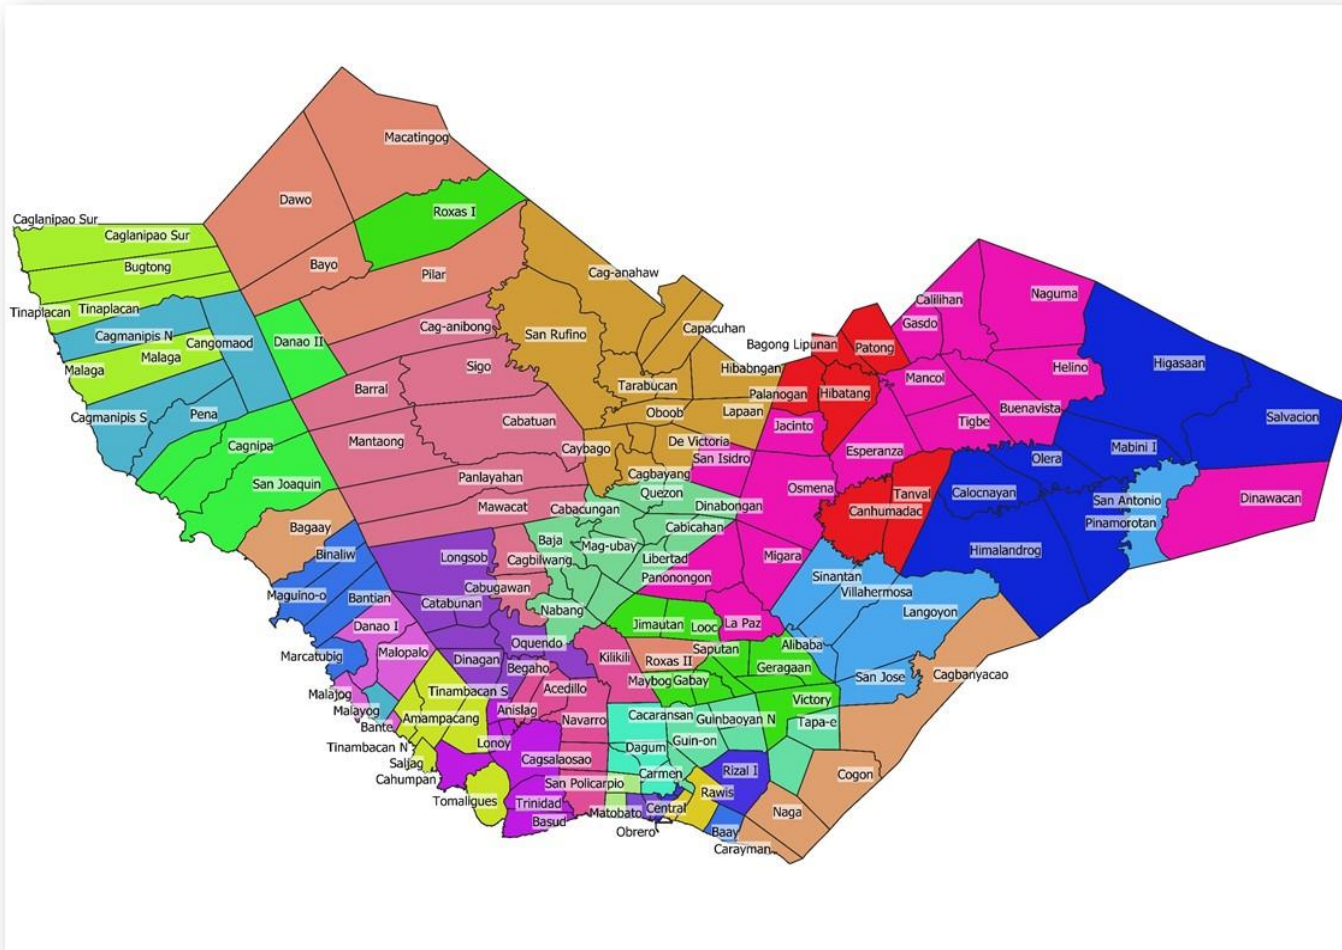 Macatingog
Dawo
Roxas I
Caglanipao Sur
Caglanipao Sur
Bugtong
Bayo
Pilar
Cag-anahaw
Tinaplacan
Tinaplacan
Cagmanipis N
Cangomaod
Danao II
Cag-anibong
San Rufino
Capacuhan
Calilihan
Naguma
Gasdo
Bagong Lipunan
Patong
Malaga
Malaga
Sigo
Hibabngan
Helino
Higasaan
Barral
Tarabucan
Palanogan
Hibatang
Mancol
Cagmanipis S
Pena
Cabatuan
Oboob
Lapaan
Jacinto
Tigbe
Buenavista
Salvacion
Cagnipa
Mantaong
Caybago
De Victoria
San Isidro
Esperanza
Olera
Mabini I
San Joaquin
Panlayahan
Cagbayang
Quezon
Osmena
Tanval
Calocnayan
San Antonio
Dinawacan
Mawacat
Cabacungan
Dinabongan
Canhumadac
Pinamorotan
Bagaay
Cabicahan
Binaliw
Longsob
Baja
Mag-ubay
Cagbilwang
Libertad
Migara
Himalandrog
Maguino-o
Bantian
Cabugawan
Panonongon
Sinantan
Villahermosa
Catabunan
Nabang
Langoyon
Danao I
Jimautan
Looc
La Paz
Malopalo
Oquendo
Saputan
Alibaba
Marcatubig
Dinagan
Begaho
Kilikili
Roxas II
Geragaan
San Jose
Cagbanyacao
Malajog
Tinambacan S
Acedillo
Maybog
Gabay
Victory
Malayog
Anislag
Cacaransan
Guinbaoyan N
Tapa-e
Bante
Amampacang
Navarro
Tinambacan N
Lonoy
Dagum
Guin-on
Saljag
Cagsalaosao
Carmen
Rizal I
Cogon
Cahumpan
San Policarpio
Rawis
Tomaligues
Trinidad
Matobato
Central
Naga
Basud
Obrero
Baay
Carayman